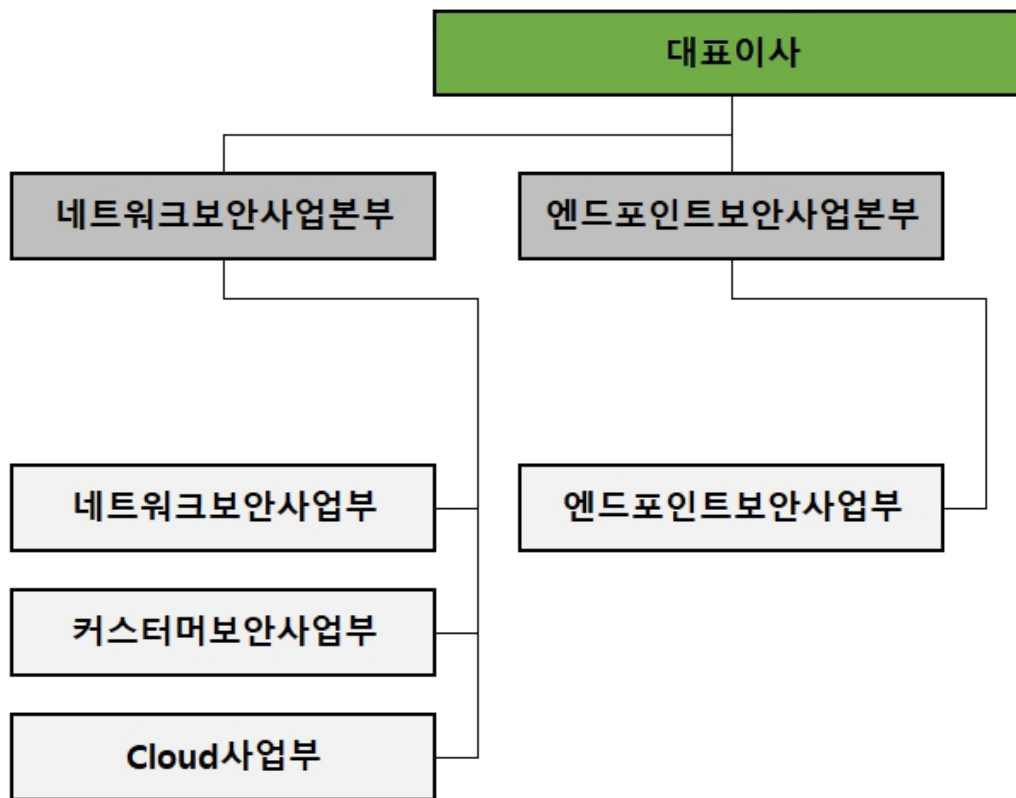 대표이사
네트워크보안사업본부
엔드포인트보안사업본부
네트워크보안사업부
엔드포인트보안사업부
커스터머보안사업부
Cloud사업부